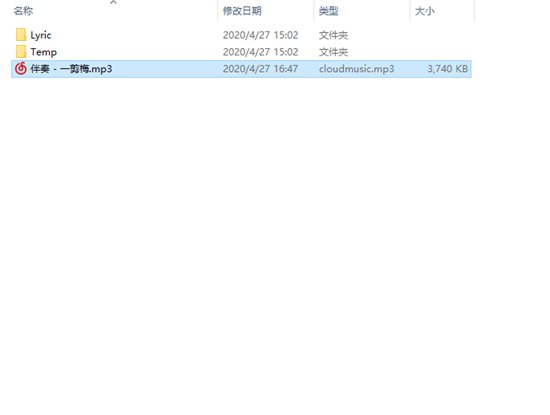 名称 修改日期 类型 大小
Lyric 2020/4/27 15:02 文件夹
Temp 2020/4/27 15:02 文件夹
伴奏 - 一剪梅.mp3 2020/4/27 16:47 cloudmusic.mp3 3,740 KB